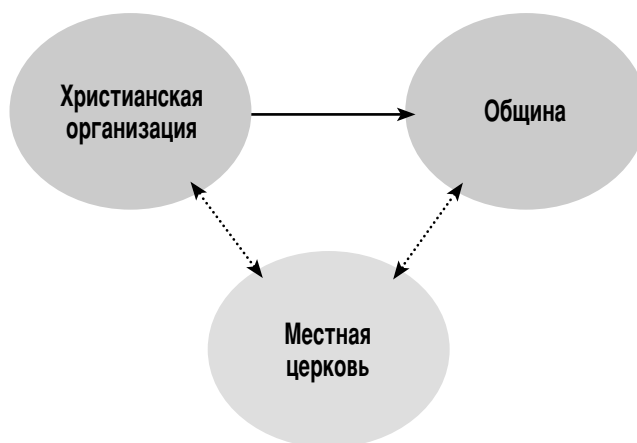 Христианская
организация
Община
Местная
церковь